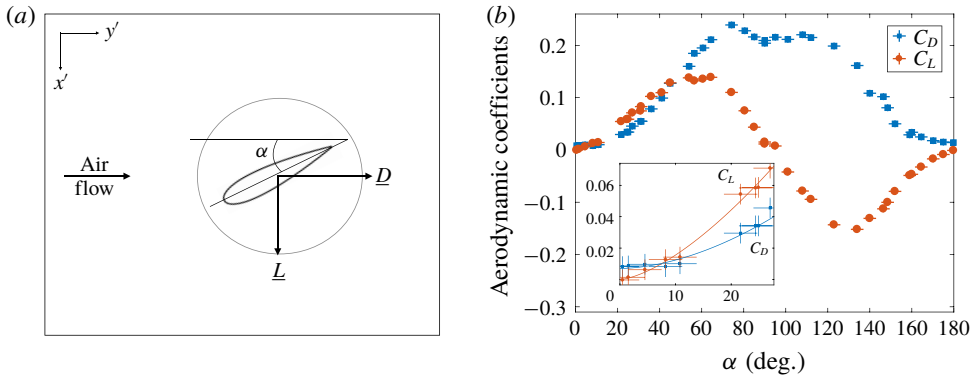 (a)
y′
x′
α
Air
flow
D
L
(b)
Aerodynamic coefficients
0.2
0.1
0
−0.1
−0.2
−0.3
C_D
C_L
0.06
0.04
0.02
0
C_L
C_D
10
20
0
20
40
60
80
100
120
140
160
180
α (deg.)